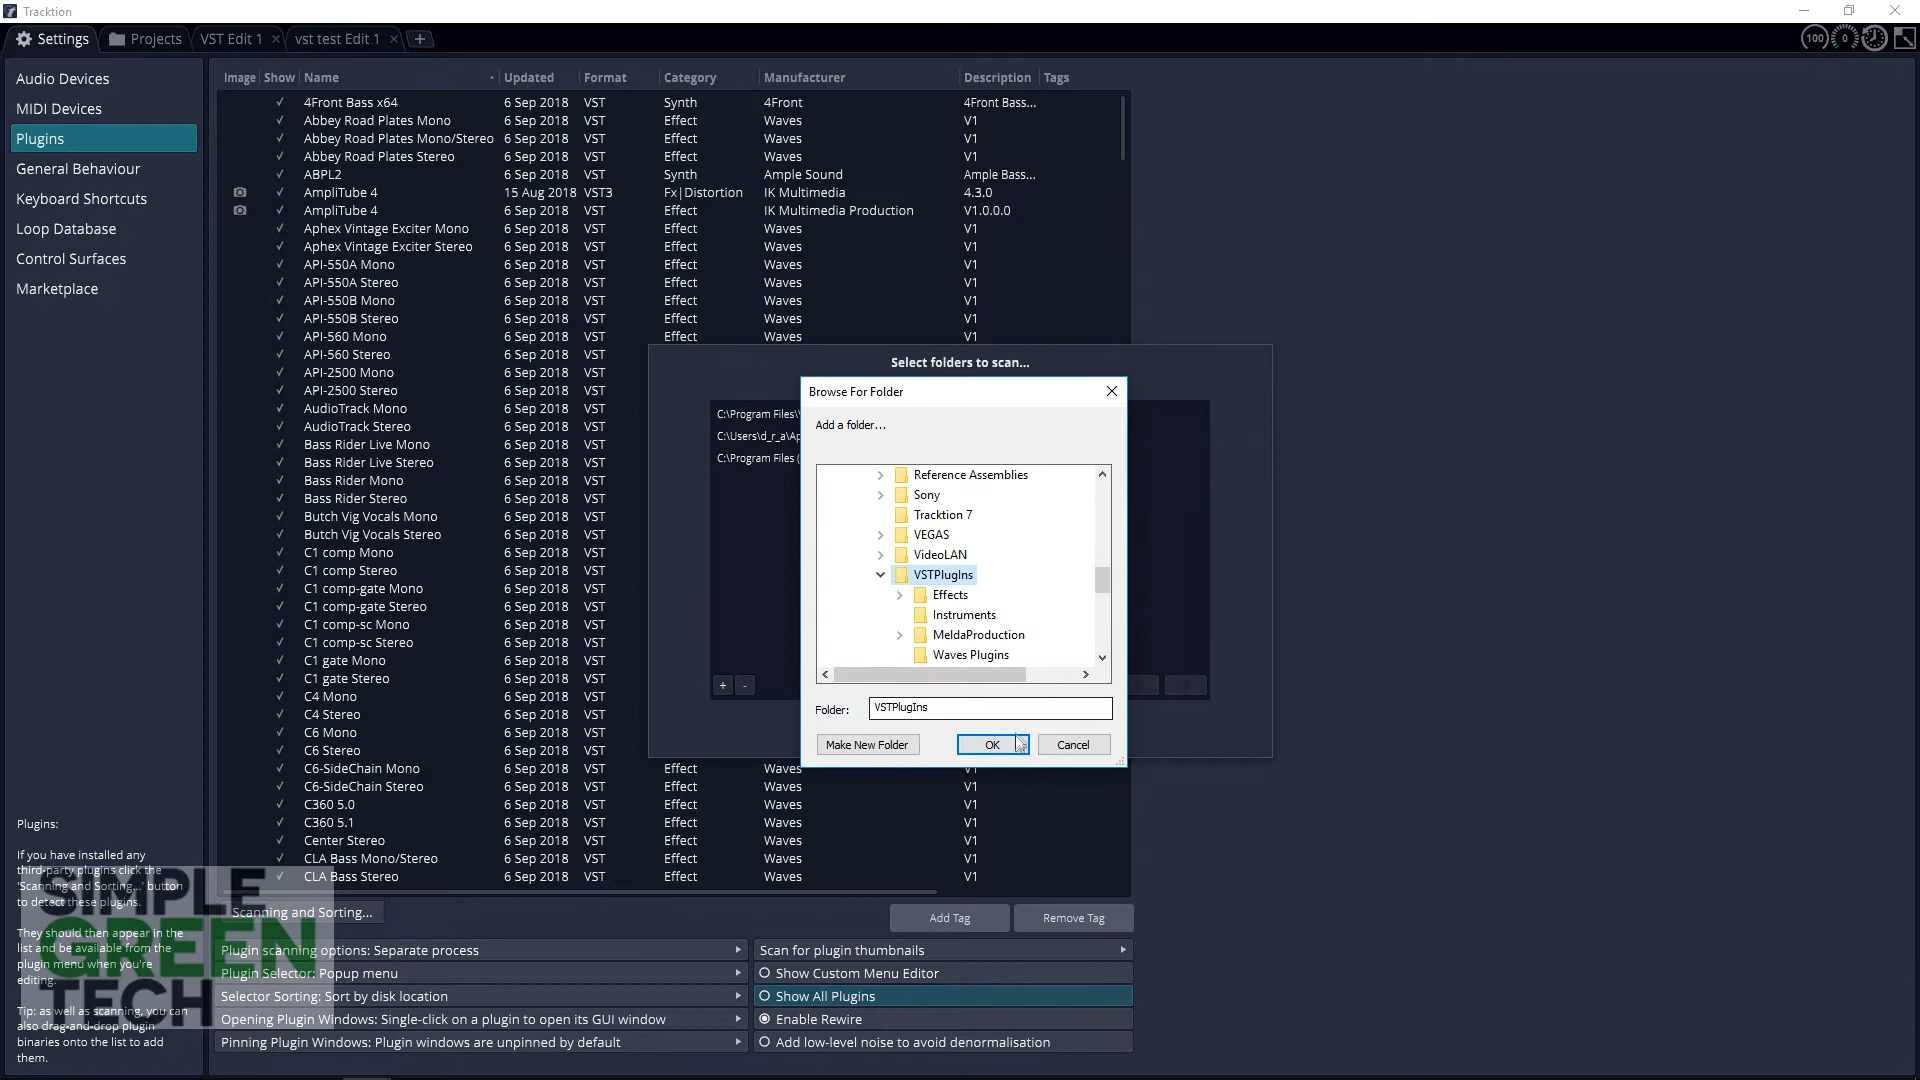 Tracktion
Settings Projects VST Edit 1 × vst test Edit 1 × + 100 0
Audio Devices
MIDI Devices
Plugins
General Behaviour
Keyboard Shortcuts
Loop Database
Control Surfaces
Marketplace
Image Show Name Updated Format Category Manufacturer Description Tags
✓ 4Front Bass x64 6 Sep 2018 VST Synth 4Front 4Front Bass...
✓ Abbey Road Plates Mono 6 Sep 2018 VST Effect Waves V1
✓ Abbey Road Plates Mono/Stereo 6 Sep 2018 VST Effect Waves V1
✓ Abbey Road Plates Stereo 6 Sep 2018 VST Effect Waves V1
✓ ABPL2 6 Sep 2018 VST Synth Ample Sound Ample Bass...
✓ AmpliTube 4 15 Aug 2018 VST3 Fx|Distortion IK Multimedia 4.3.0
✓ AmpliTube 4 6 Sep 2018 VST Effect IK Multimedia Production V1.0.0.0
✓ Aphex Vintage Exciter Mono 6 Sep 2018 VST Effect Waves V1
✓ Aphex Vintage Exciter Stereo 6 Sep 2018 VST Effect Waves V1
✓ API-550A Mono 6 Sep 2018 VST Effect Waves V1
✓ API-550A Stereo 6 Sep 2018 VST Effect Waves V1
✓ API-550B Mono 6 Sep 2018 VST Effect Waves V1
✓ API-550B Stereo 6 Sep 2018 VST Effect Waves V1
✓ API-560 Mono 6 Sep 2018 VST Effect Waves V1
✓ API-560 Stereo 6 Sep 2018 VST
✓ API-2500 Mono 6 Sep 2018 VST
✓ API-2500 Stereo 6 Sep 2018 VST
✓ AudioTrack Mono 6 Sep 2018 VST
✓ AudioTrack Stereo 6 Sep 2018 VST
✓ Bass Rider Live Mono 6 Sep 2018 VST
✓ Bass Rider Live Stereo 6 Sep 2018 VST
✓ Bass Rider Mono 6 Sep 2018 VST
✓ Bass Rider Stereo 6 Sep 2018 VST
✓ Butch Vig Vocals Mono 6 Sep 2018 VST
✓ Butch Vig Vocals Stereo 6 Sep 2018 VST
✓ C1 comp Mono 6 Sep 2018 VST
✓ C1 comp Stereo 6 Sep 2018 VST
✓ C1 comp-gate Mono 6 Sep 2018 VST
✓ C1 comp-gate Stereo 6 Sep 2018 VST
✓ C1 comp-sc Mono 6 Sep 2018 VST
✓ C1 comp-sc Stereo 6 Sep 2018 VST
✓ C1 gate Mono 6 Sep 2018 VST
✓ C1 gate Stereo 6 Sep 2018 VST
✓ C4 Mono 6 Sep 2018 VST
✓ C4 Stereo 6 Sep 2018 VST
✓ C6 Mono 6 Sep 2018 VST
✓ C6 Stereo 6 Sep 2018 VST
✓ C6-SideChain Mono 6 Sep 2018 VST Effect Waves V1
✓ C6-SideChain Stereo 6 Sep 2018 VST Effect Waves V1
✓ C360 5.0 6 Sep 2018 VST Effect Waves V1
✓ C360 5.1 6 Sep 2018 VST Effect Waves V1
✓ Center Stereo 6 Sep 2018 VST Effect Waves V1
✓ CLA Bass Mono/Stereo 6 Sep 2018 VST Effect Waves V1
✓ CLA Bass Stereo 6 Sep 2018 VST Effect Waves V1
Select folders to scan...
C:\Program Files\
C:\Users\d_r_a\Ap
C:\Program Files (
+ -
Browse For Folder
Add a folder...
Reference Assemblies
Sony
Tracktion 7
VEGAS
VideoLAN
VSTPlugIns
Effects
Instruments
MeldaProduction
Waves Plugins
Folder: VSTPlugIns
Make New Folder OK Cancel
Scanning and Sorting... Add Tag Remove Tag
Plugin scanning options: Separate process
Plugin Selector: Popup menu
Selector Sorting: Sort by disk location
Opening Plugin Windows: Single-click on a plugin to open its GUI window
Pinning Plugin Windows: Plugin windows are unpinned by default
Scan for plugin thumbnails
Show Custom Menu Editor
Show All Plugins
Enable Rewire
Add low-level noise to avoid denormalisation
Plugins:
If you have installed any
third-party plugins click the
'Scanning and Sorting...' button
to detect these plugins.
They should then appear in the
list and be available from the
plugin menu when you're
editing.
Tip: as well as scanning, you can
also drag-and-drop plugin
binaries onto the list to add
them.
SIMPLE
GREEN
TECH